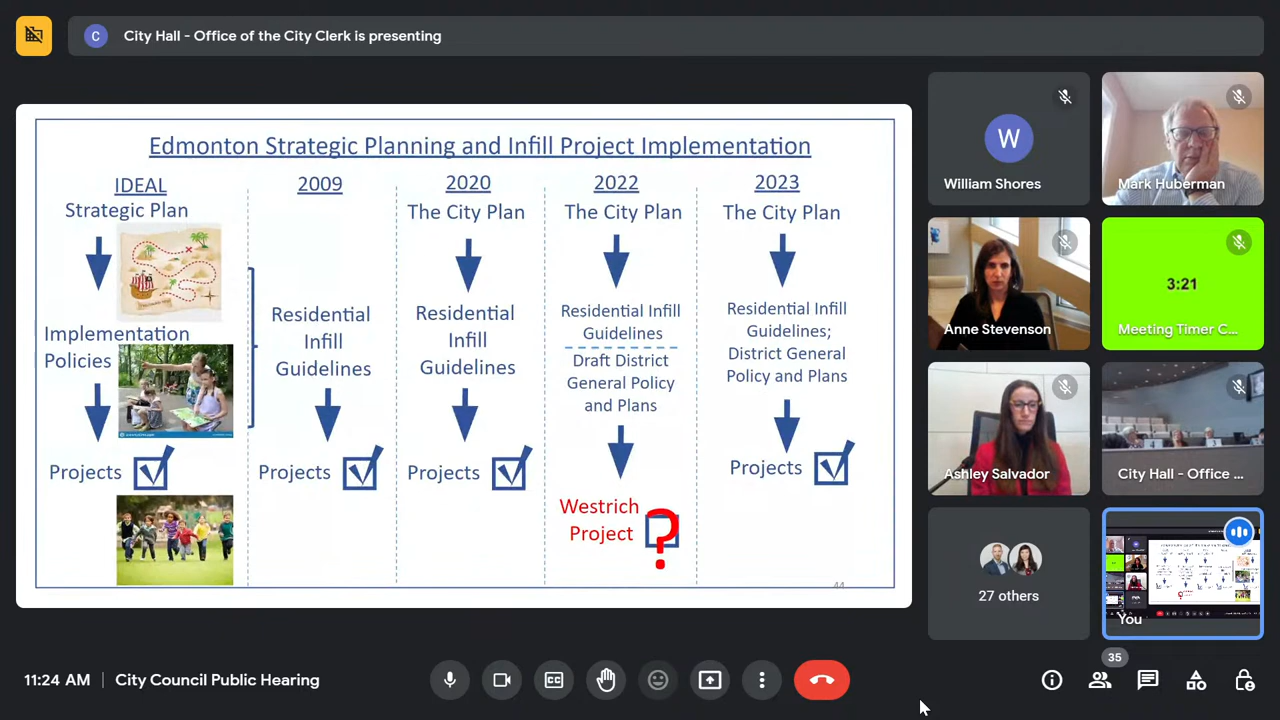 C
City Hall - Office of the City Clerk is presenting
Edmonton Strategic Planning and Infill Project Implementation
IDEAL
Strategic Plan
Implementation
Policies
Projects
2009
Residential
Infill
Guidelines
Projects
2020
The City Plan
Residential
Infill
Guidelines
Projects
2022
The City Plan
Residential Infill
Guidelines
Draft District
General Policy
and Plans
Westrich
Project
?
2023
The City Plan
Residential Infill
Guidelines;
District General
Policy and Plans
Projects
44
W
William Shores
Mark Huberman
Anne Stevenson
3:21
Meeting Timer C...
Ashley Salvador
City Hall - Office ...
27 others
You
11:24 AM
City Council Public Hearing
CC
35